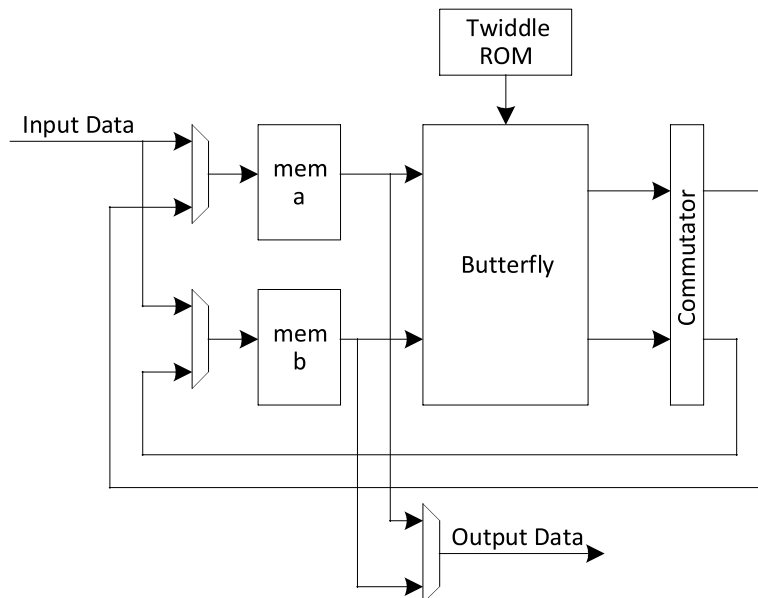 Twiddle
ROM
Input Data
mem
a
Butterfly
Commutator
mem
b
Output Data